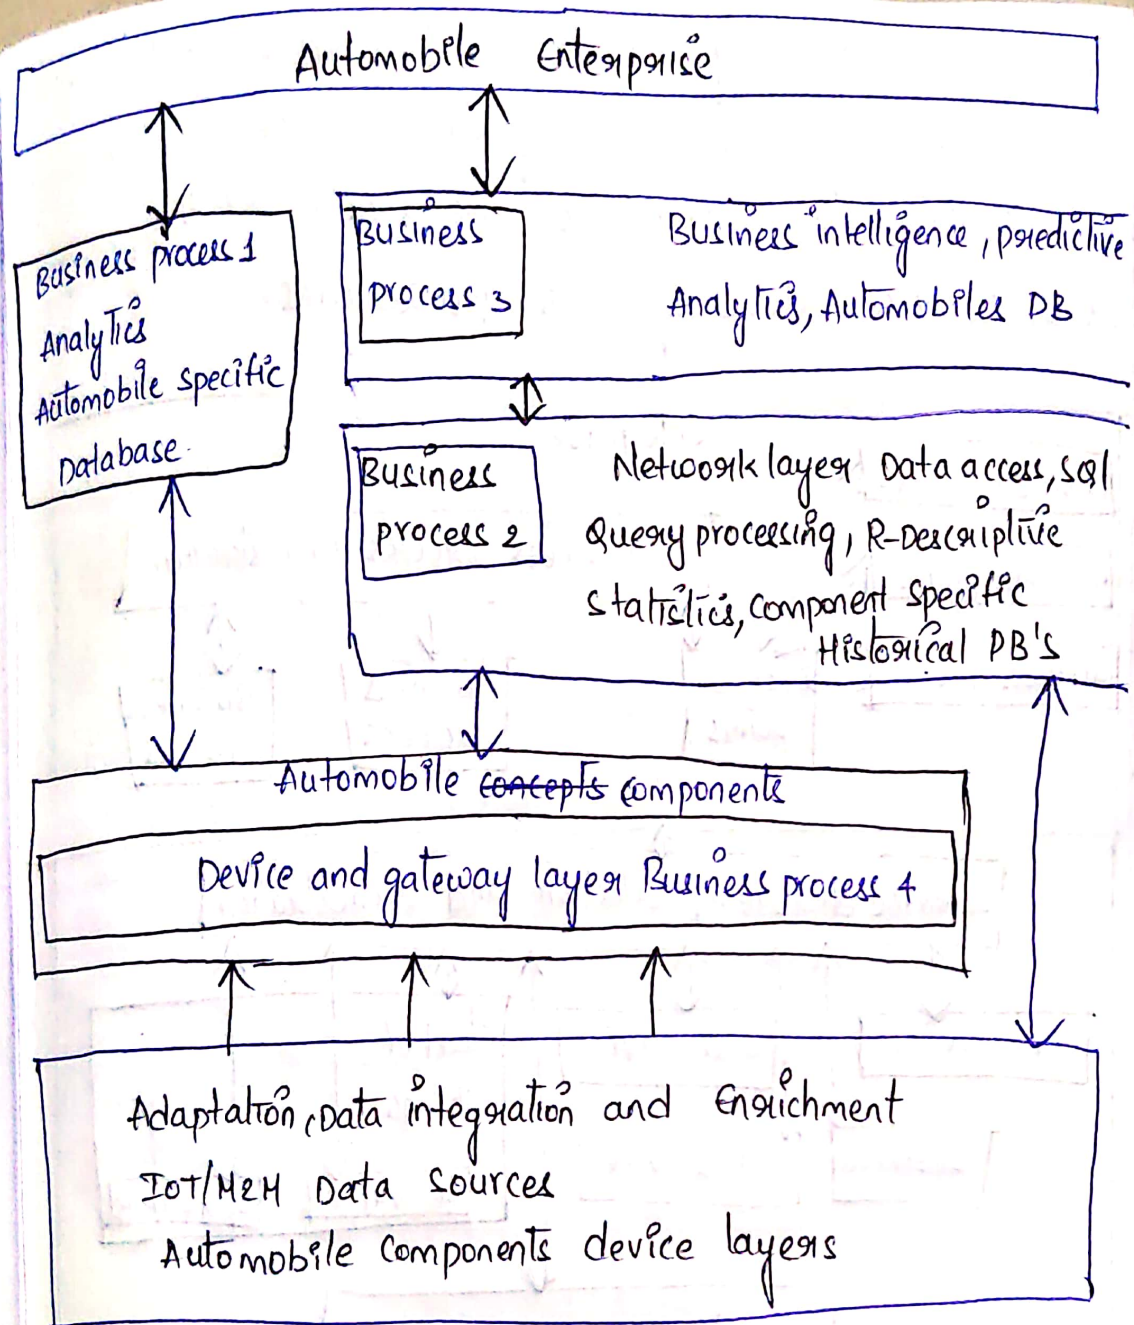 Automobile Enterprise
Business process 1
Analytics
Automobile specific
Database.
Business
process 3
Business intelligence, predictive
Analytics, Automobiles DB
Business
process 2
Network layer Data access, SQL
Query processing, R-Descriptive
Statistics, component specific
Historical DB's
Automobile concepts components
Device and gateway layer Business process 4
Adaptation, Data integration and Enrichment
IoT/M2M Data sources
Automobile components device layers